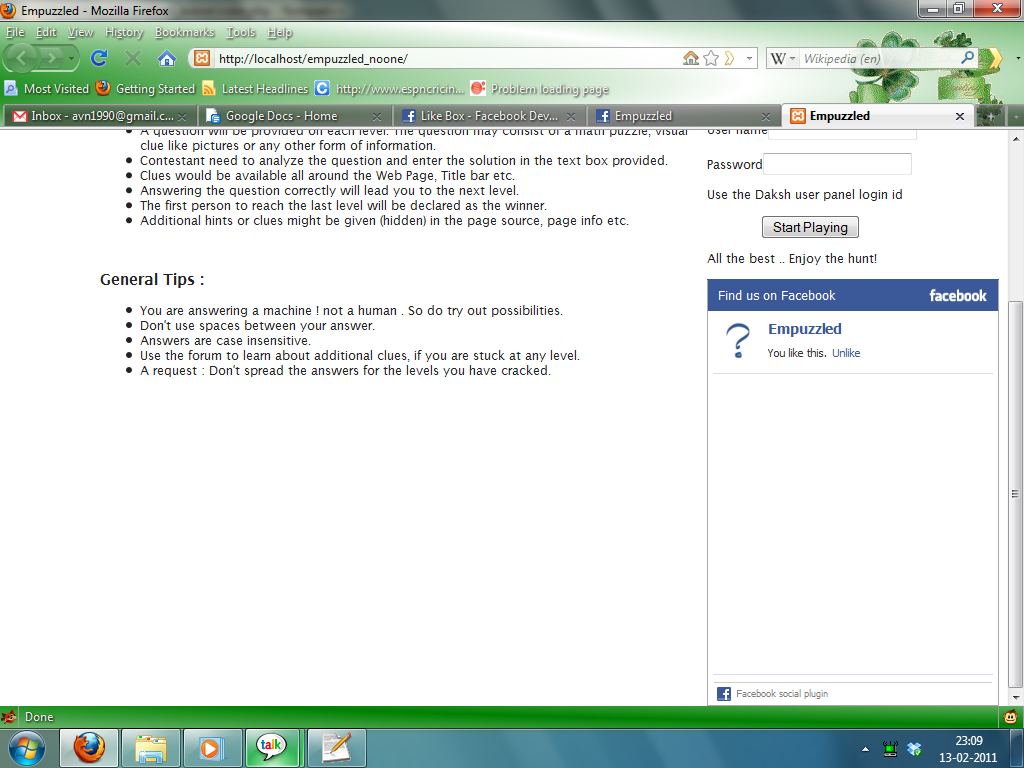 Empuzzled - Mozilla Firefox
File Edit View History Bookmarks Tools Help
http://localhost/empuzzled_noone/
W Wikipedia (en)
Most Visited Getting Started Latest Headlines http://www.espncricin... Problem loading page
Inbox - avn1990@gmail.c... Google Docs - Home Like Box - Facebook Dev... Empuzzled Empuzzled
A question will be provided on each level. The question may consist of a math puzzle, visual
clue like pictures or any other form of information.
Contestant need to analyze the question and enter the solution in the text box provided.
Clues would be available all around the Web Page, Title bar etc.
Answering the question correctly will lead you to the next level.
The first person to reach the last level will be declared as the winner.
Additional hints or clues might be given (hidden) in the page source, page info etc.
General Tips :
You are answering a machine ! not a human . So do try out possibilities.
Don't use spaces between your answer.
Answers are case insensitive.
Use the forum to learn about additional clues, if you are stuck at any level.
A request : Don't spread the answers for the levels you have cracked.
User name
Password
Use the Daksh user panel login id
Start Playing
All the best .. Enjoy the hunt!
Find us on Facebook facebook
? Empuzzled
You like this. Unlike
Facebook social plugin
Done
talk
23:09
13-02-2011